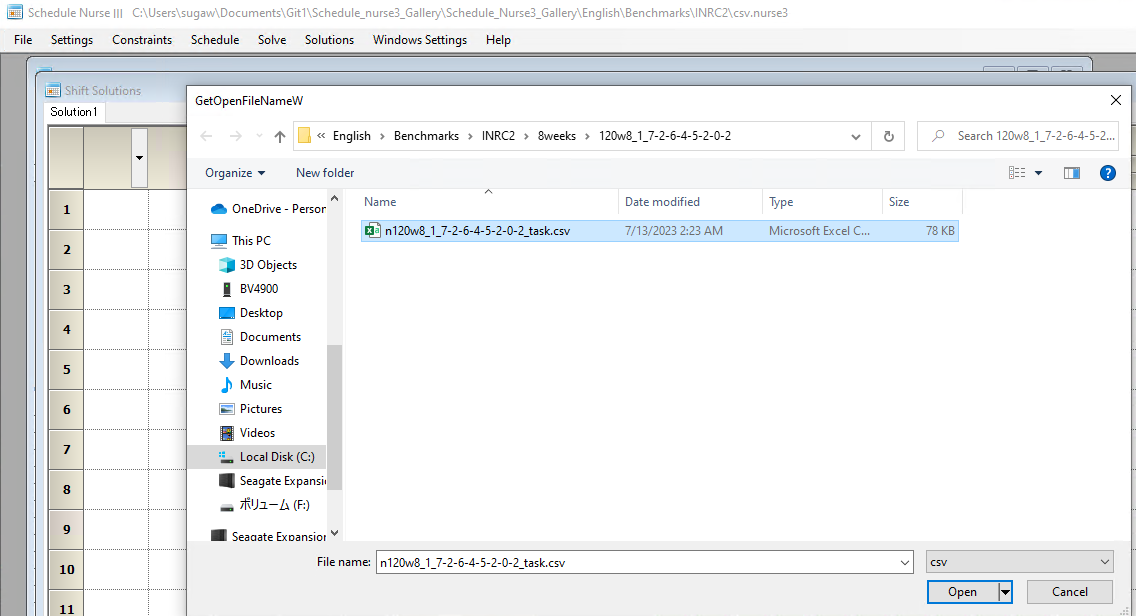 Schedule Nurse III C:\Users\sugaw\Documents\Git1\Schedule_nurse3_Gallery\Schedule_Nurse3_Gallery\English\Benchmarks\INRC2\csv.nurse3
File Settings Constraints Schedule Solve Solutions Windows Settings Help
Shift Solutions
Solution1
GetOpenFileNameW
« English > Benchmarks > INRC2 > 8weeks > 120w8_1_7-2-6-4-5-2-0-2
Search 120w8_1_7-2-6-4-5-2...
Organize New folder
Name Date modified Type Size
n120w8_1_7-2-6-4-5-2-0-2_task.csv 7/13/2023 2:23 AM Microsoft Excel C... 78 KB
OneDrive - Person
This PC
3D Objects
BV4900
Desktop
Documents
Downloads
Music
Pictures
Videos
Local Disk (C:)
Seagate Expansi
ボリューム (F:)
Seagate Expansion
1
2
3
4
5
6
7
8
9
10
11
File name: n120w8_1_7-2-6-4-5-2-0-2_task.csv
csv
Open Cancel